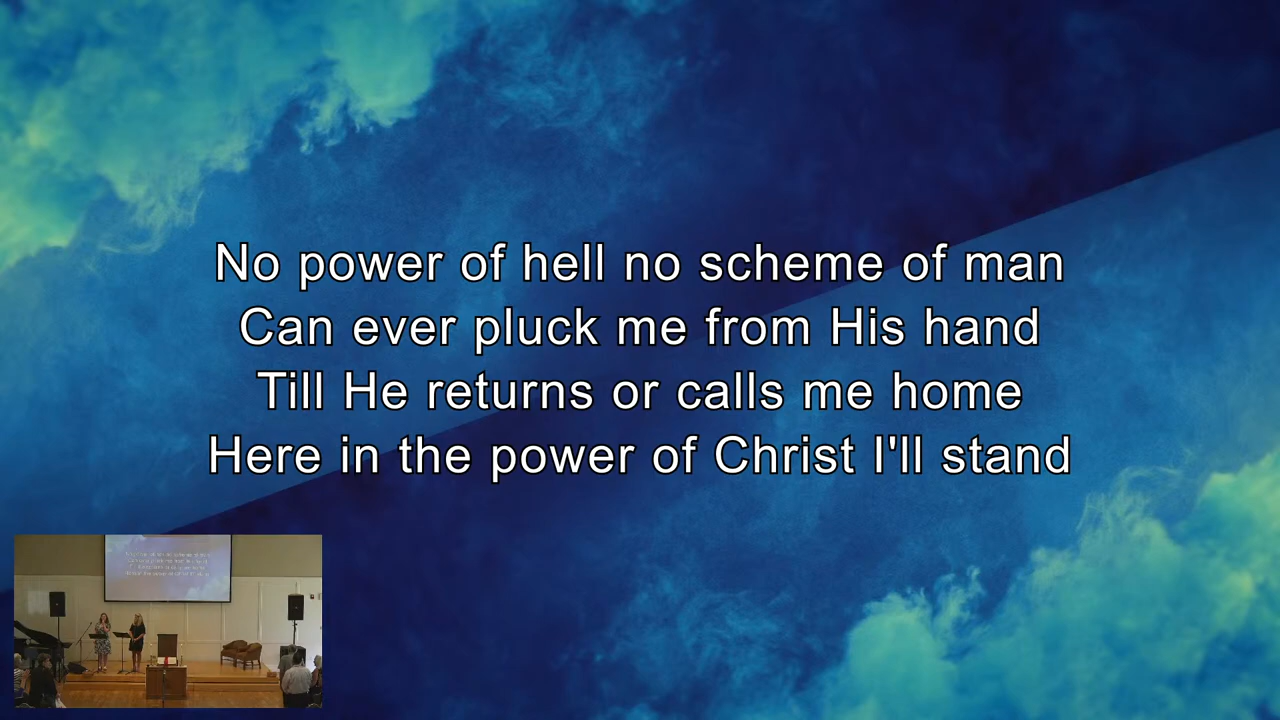 No power of hell no scheme of man
Can ever pluck me from His hand
Till He returns or calls me home
Here in the power of Christ I'll stand